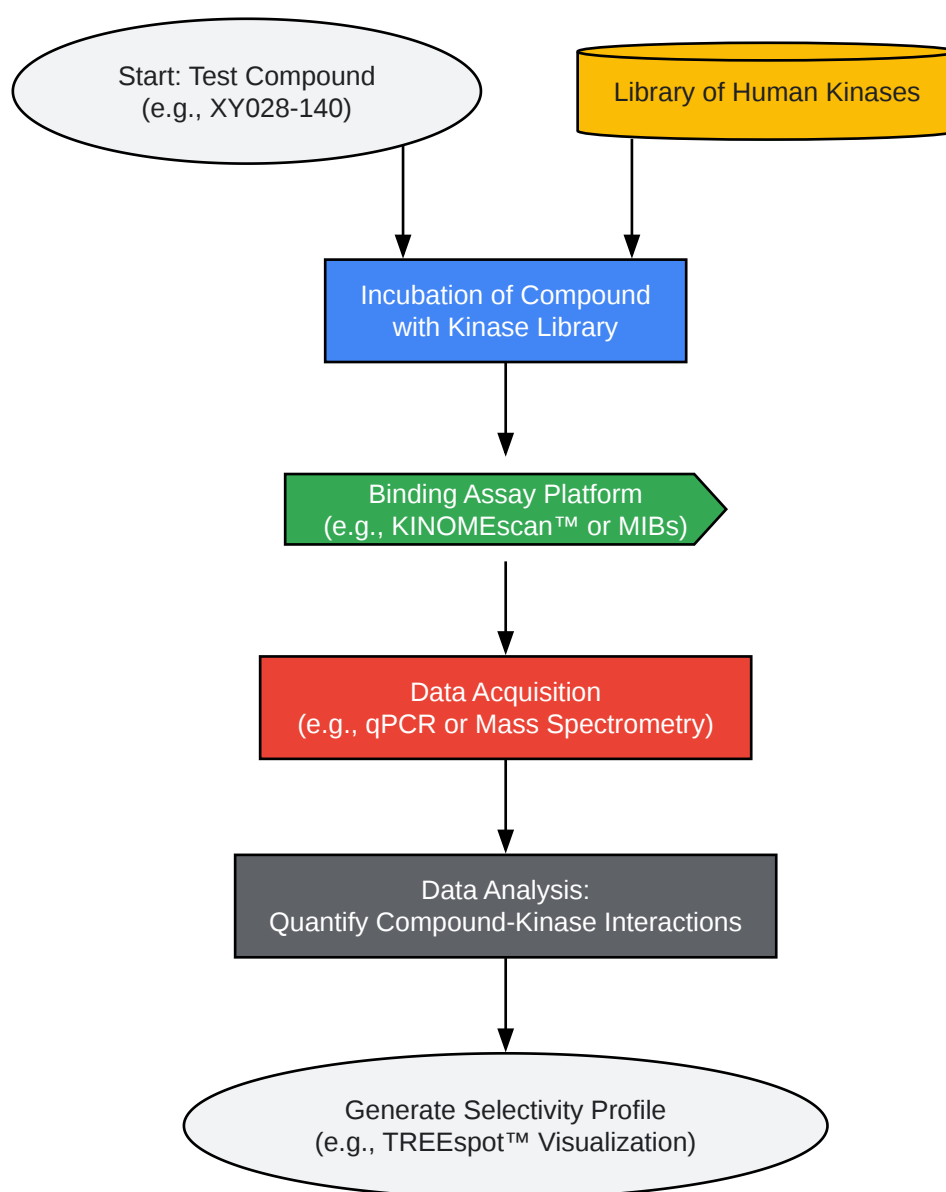 Start: Test Compound
(e.g., XY028-140)
Library of Human Kinases
Incubation of Compound
with Kinase Library
Binding Assay Platform
(e.g., KINOMEscan™ or MIBs)
Data Acquisition
(e.g., qPCR or Mass Spectrometry)
Data Analysis:
Quantify Compound-Kinase Interactions
Generate Selectivity Profile
(e.g., TREEspot™ Visualization)